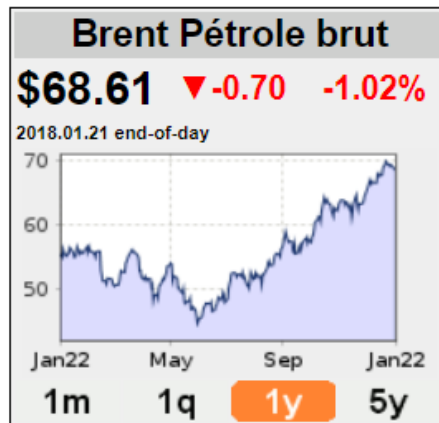 Brent Pétrole brut
$68.61 ▼-0.70 -1.02%
2018.01.21 end-of-day
70
60
50
Jan22 May Sep Jan22
1m 1q 1y 5y